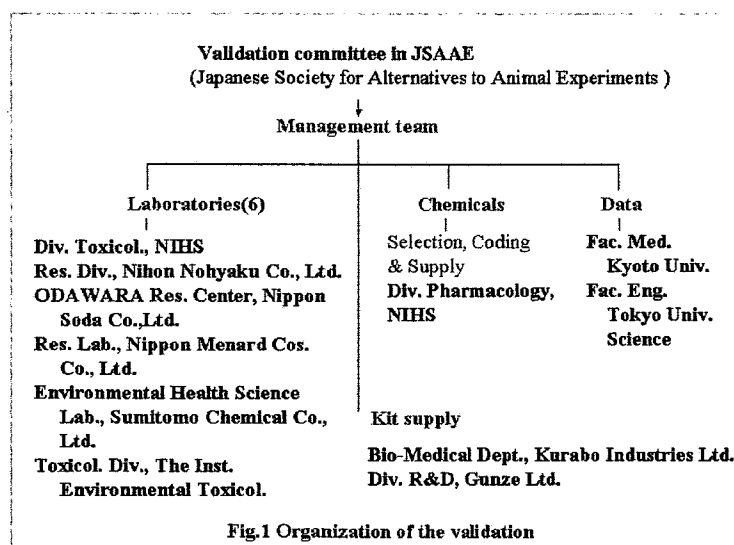 Validation committee in JSAAE
(Japanese Society for Alternatives to Animal Experiments )
Management team
Laboratories(6)
Div. Toxicol., NIHS
Res. Div., Nihon Nohyaku Co., Ltd.
ODAWARA Res. Center, Nippon
Soda Co.,Ltd.
Res. Lab., Nippon Menard Cos.
Co., Ltd.
Environmental Health Science
Lab., Sumitomo Chemical Co.,
Ltd.
Toxicol. Div., The Inst.
Environmental Toxicol.
Chemicals
Selection, Coding
& Supply
Div. Pharmacology,
NIHS
Data
Fac. Med.
Kyoto Univ.
Fac. Eng.
Tokyo Univ.
Science
Kit supply
Bio-Medical Dept., Kurabo Industries Ltd.
Div. R&D, Gunze Ltd.
Fig.1 Organization of the validation